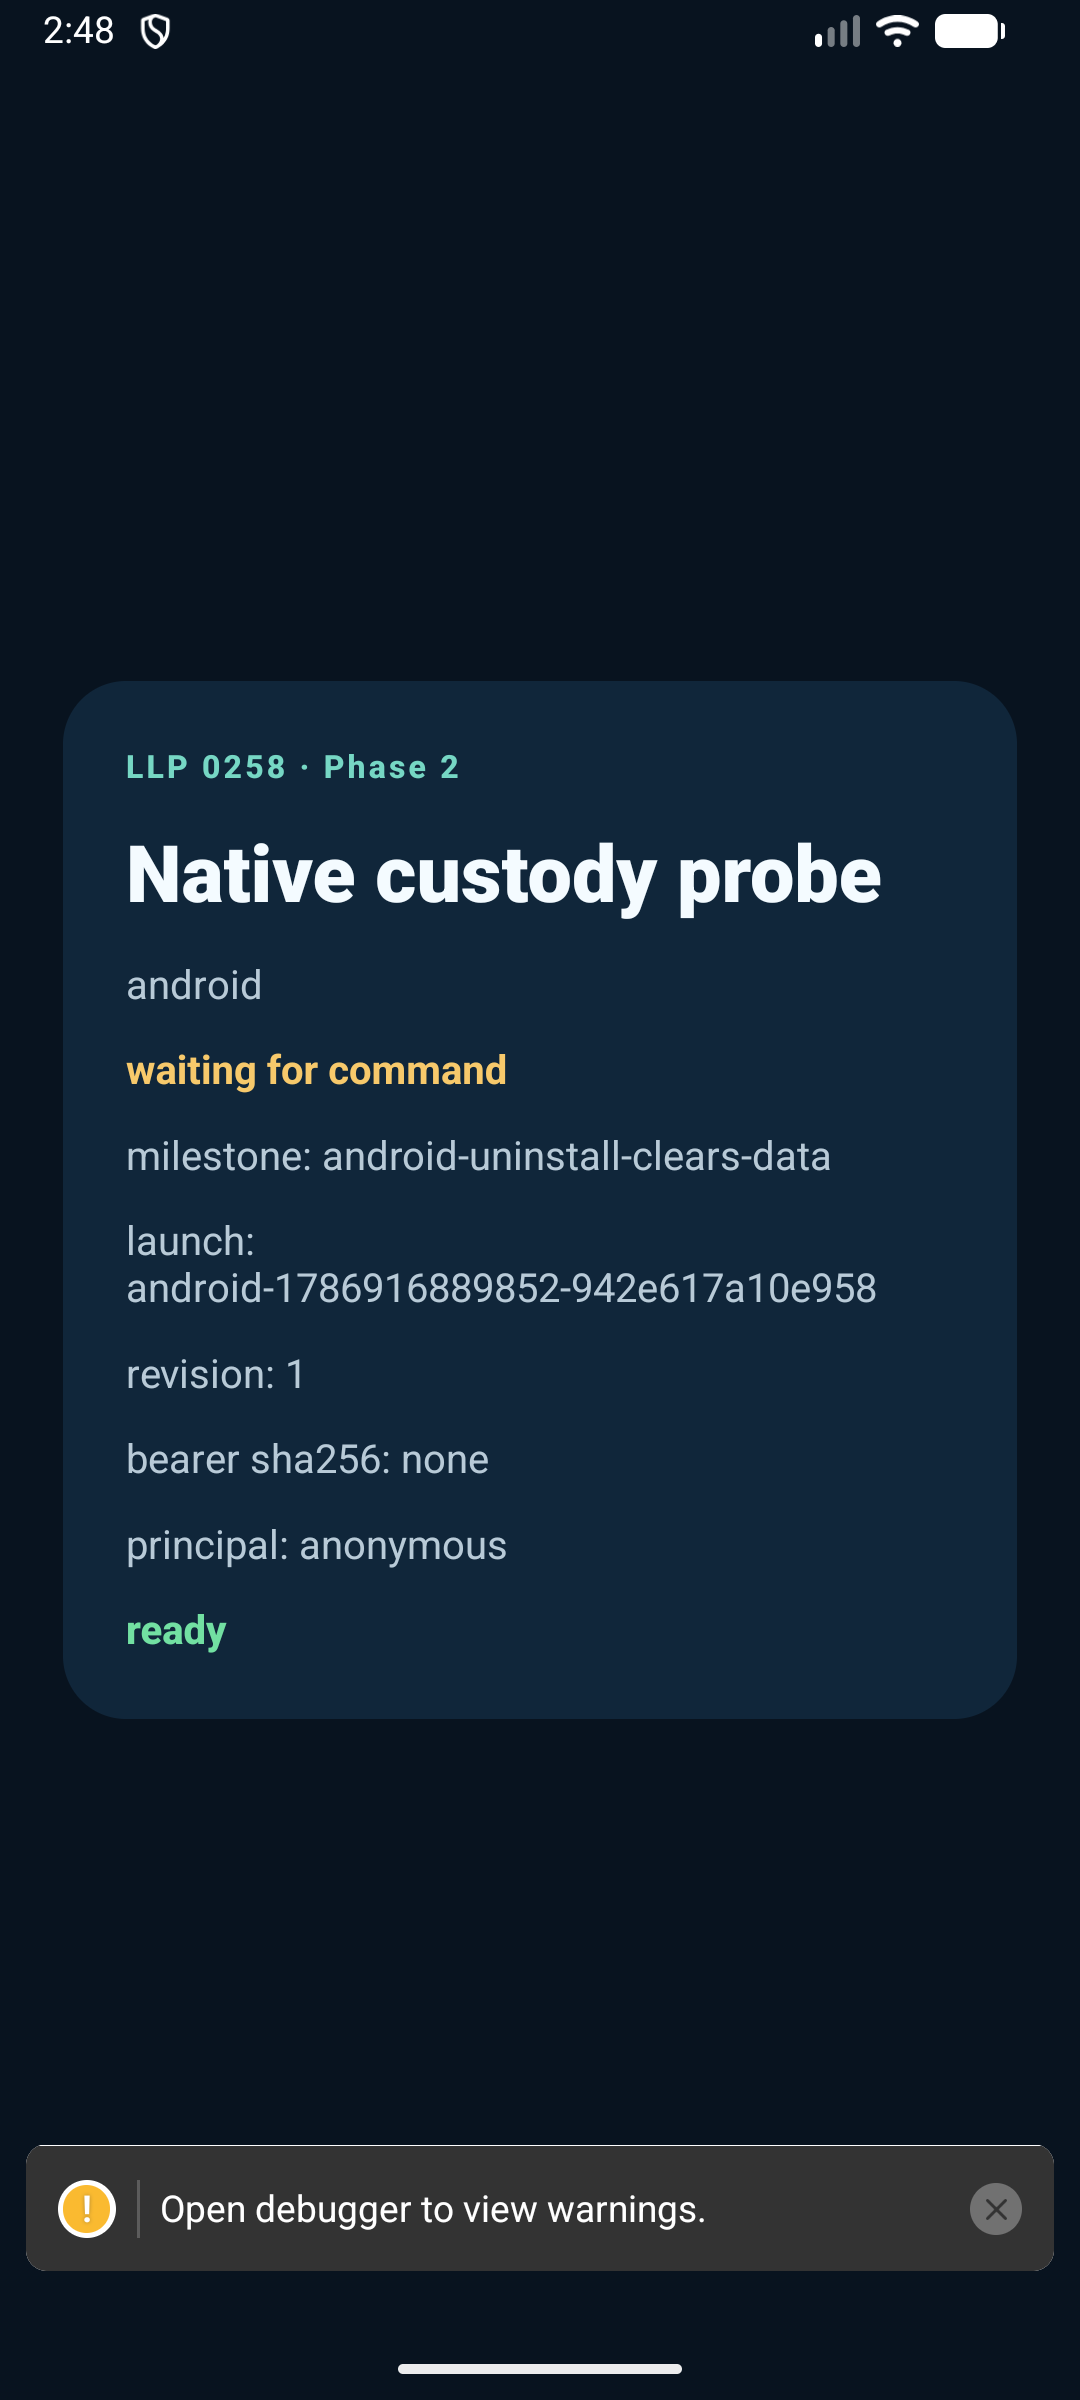 2:48
LLP 0258 · Phase 2
Native custody probe
android
waiting for command
milestone: android-uninstall-clears-data
launch:
android-1786916889852-942e617a10e958
revision: 1
bearer sha256: none
principal: anonymous
ready
! Open debugger to view warnings.